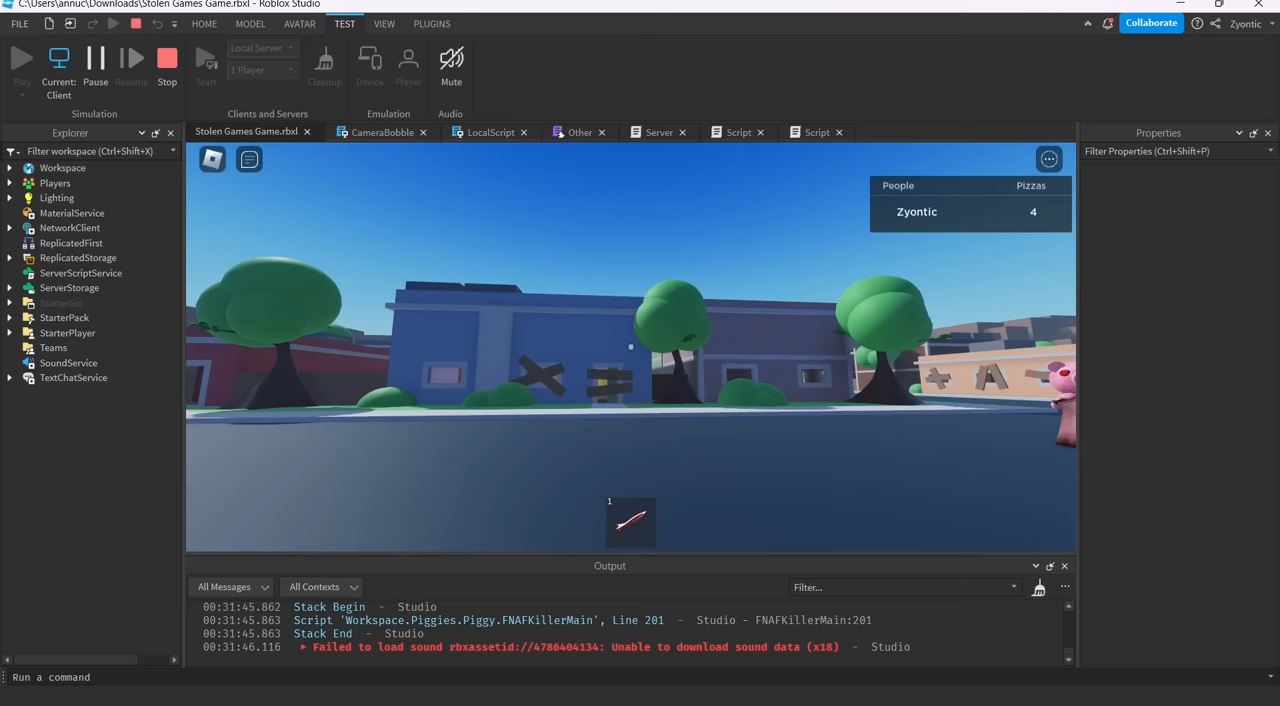 C:\Users\annuc\Downloads\Stolen Games Game.rbxl - Roblox Studio
FILE HOME MODEL AVATAR TEST VIEW PLUGINS Collaborate Zyontic
Play Current: Client Pause Resume Stop Start Local Server 1 Player Cleanup Device Player Mute
Simulation Clients and Servers Emulation Audio
Explorer
Filter workspace (Ctrl+Shift+X)
Workspace
Players
Lighting
MaterialService
NetworkClient
ReplicatedFirst
ReplicatedStorage
ServerScriptService
ServerStorage
StarterGui
StarterPack
StarterPlayer
Teams
SoundService
TextChatService
Stolen Games Game.rbxl CameraBobble LocalScript Other Server Script Script
People Pizzas
Zyontic 4
1
Properties
Filter Properties (Ctrl+Shift+P)
Output
All Messages All Contexts Filter...
00:31:45.862 Stack Begin - Studio
00:31:45.863 Script 'Workspace.Piggies.Piggy.FNAFKillerMain', Line 201 - Studio - FNAFKillerMain:201
00:31:45.863 Stack End - Studio
00:31:46.116 Failed to load sound rbxassetid://4786404134: Unable to download sound data (x18) - Studio
Run a command